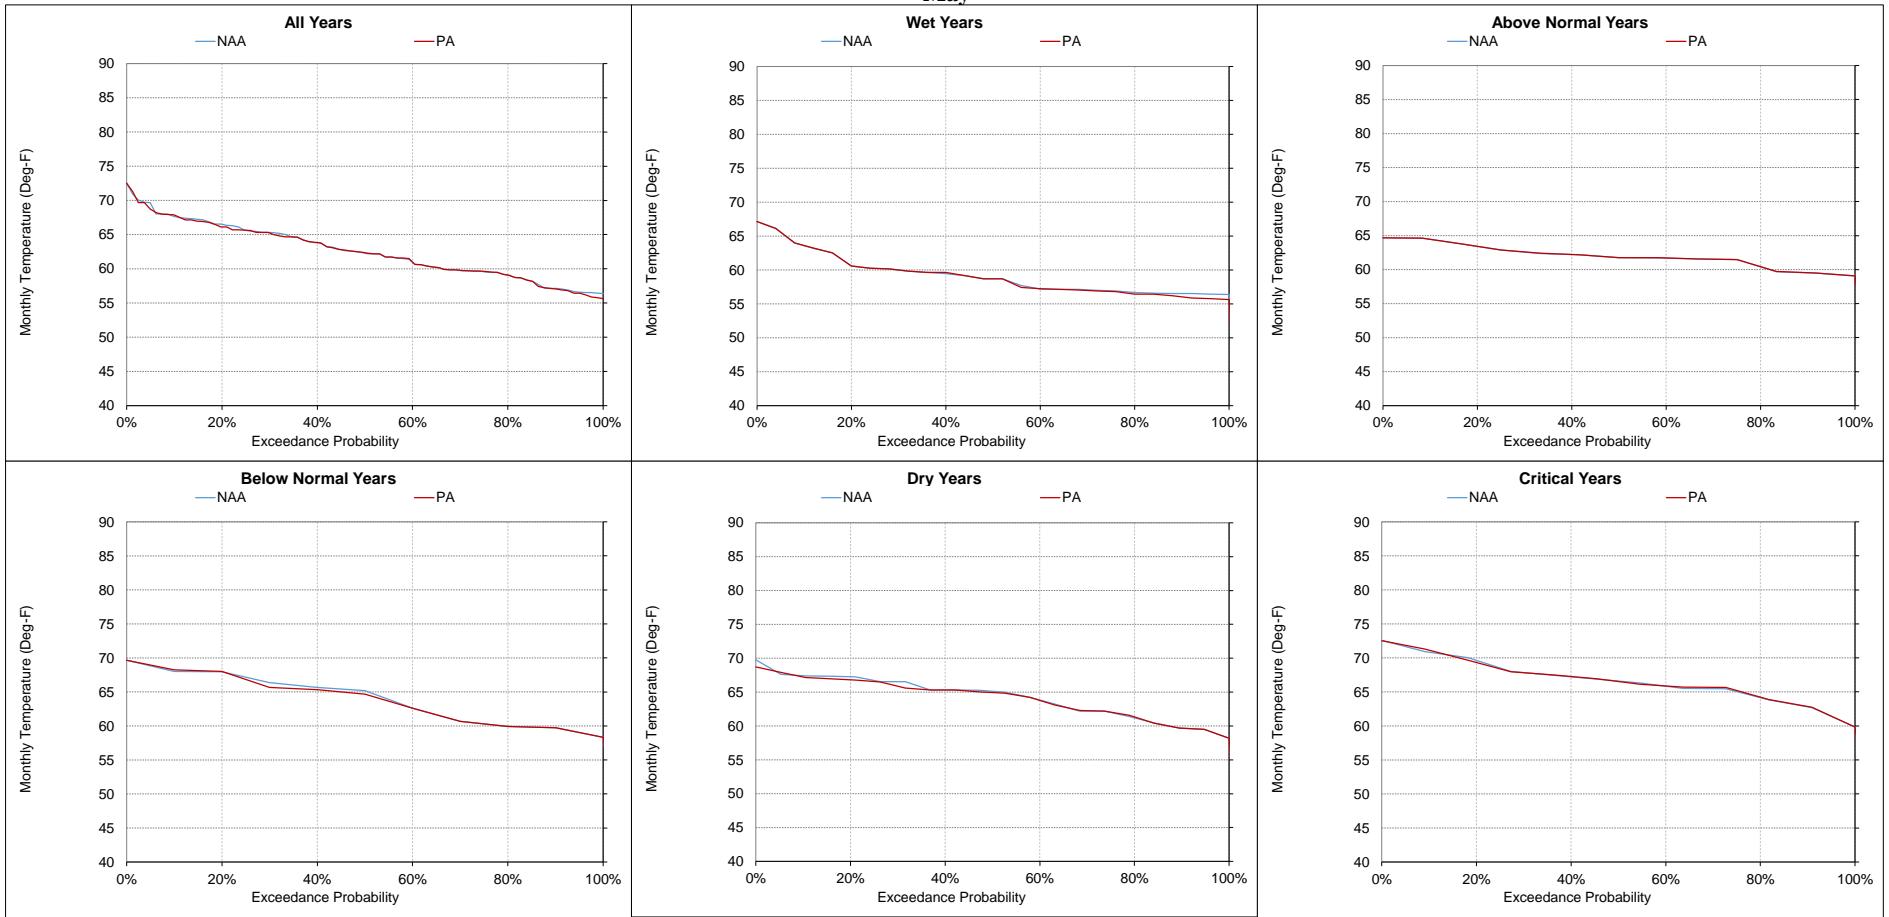 May
All Years
NAA PA
Monthly Temperature (Deg-F)
90
85
80
75
70
65
60
55
50
45
40
0% 20% 40% 60% 80% 100%
Exceedance Probability
Wet Years
NAA PA
Monthly Temperature (Deg-F)
90
85
80
75
70
65
60
55
50
45
40
0% 20% 40% 60% 80% 100%
Exceedance Probability
Above Normal Years
NAA PA
Monthly Temperature (Deg-F)
90
85
80
75
70
65
60
55
50
45
40
0% 20% 40% 60% 80% 100%
Exceedance Probability
Below Normal Years
NAA PA
Monthly Temperature (Deg-F)
90
85
80
75
70
65
60
55
50
45
40
0% 20% 40% 60% 80% 100%
Exceedance Probability
Dry Years
NAA PA
Monthly Temperature (Deg-F)
90
85
80
75
70
65
60
55
50
45
40
0% 20% 40% 60% 80% 100%
Exceedance Probability
Critical Years
NAA PA
Monthly Temperature (Deg-F)
90
85
80
75
70
65
60
55
50
45
40
0% 20% 40% 60% 80% 100%
Exceedance Probability